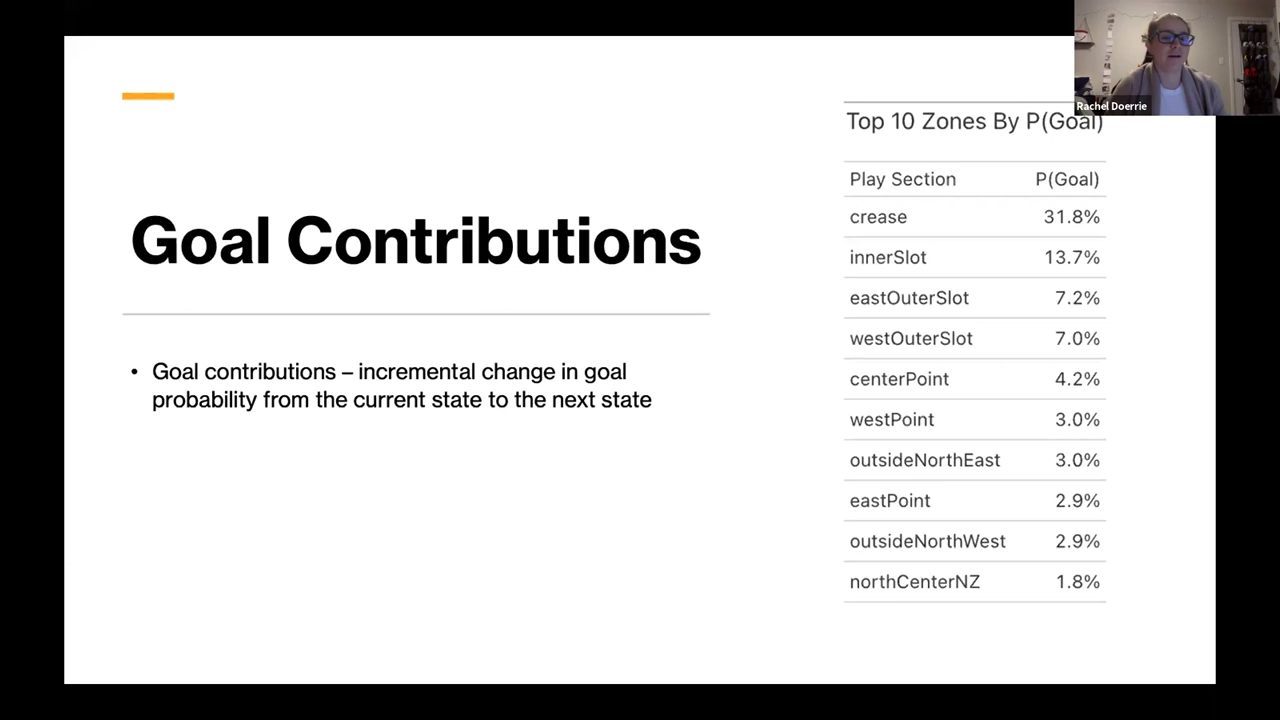 Rachel Doerrie
Top 10 Zones By P(Goal)
Goal Contributions
• Goal contributions – incremental change in goal
probability from the current state to the next state
Play Section P(Goal)
crease 31.8%
innerSlot 13.7%
eastOuterSlot 7.2%
westOuterSlot 7.0%
centerPoint 4.2%
westPoint 3.0%
outsideNorthEast 3.0%
eastPoint 2.9%
outsideNorthWest 2.9%
northCenterNZ 1.8%